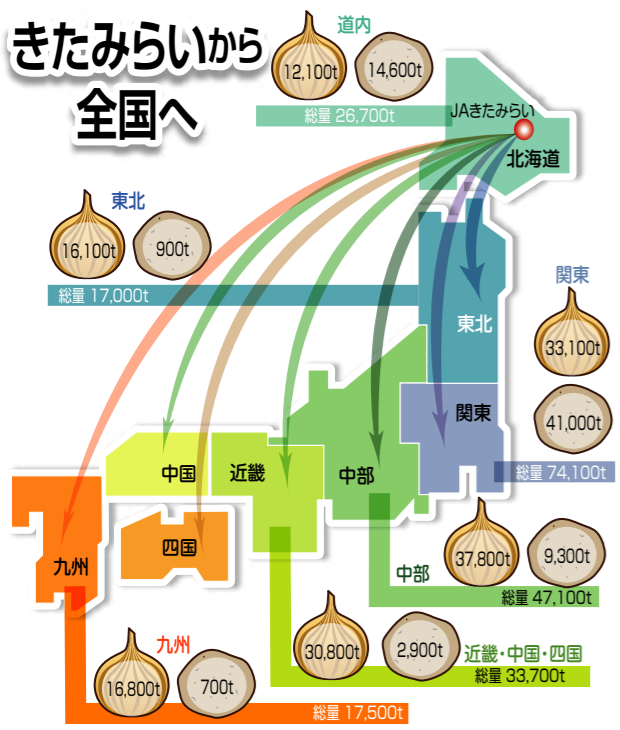 きたみらいから
全国へ
道内
12,100t
14,600t
総量 26,700t
JAきたみらい
北海道
東北
16,100t
900t
総量 17,000t
関東
33,100t
41,000t
総量 74,100t
東北
関東
中国
近畿
中部
四国
九州
中部
37,800t
9,300t
総量 47,100t
近畿・中国・四国
30,800t
2,900t
総量 33,700t
九州
16,800t
700t
総量 17,500t